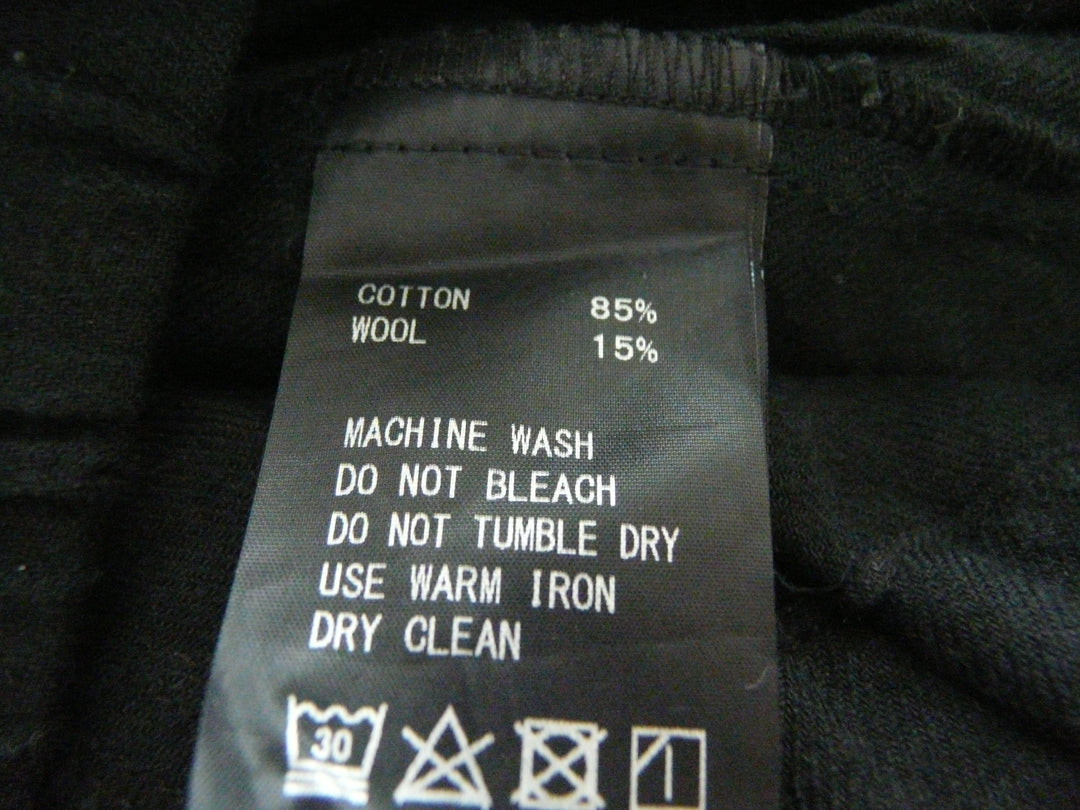 COTTON 85%
WOOL 15%
MACHINE WASH
DO NOT BLEACH
DO NOT TUMBLE DRY
USE WARM IRON
DRY CLEAN
30